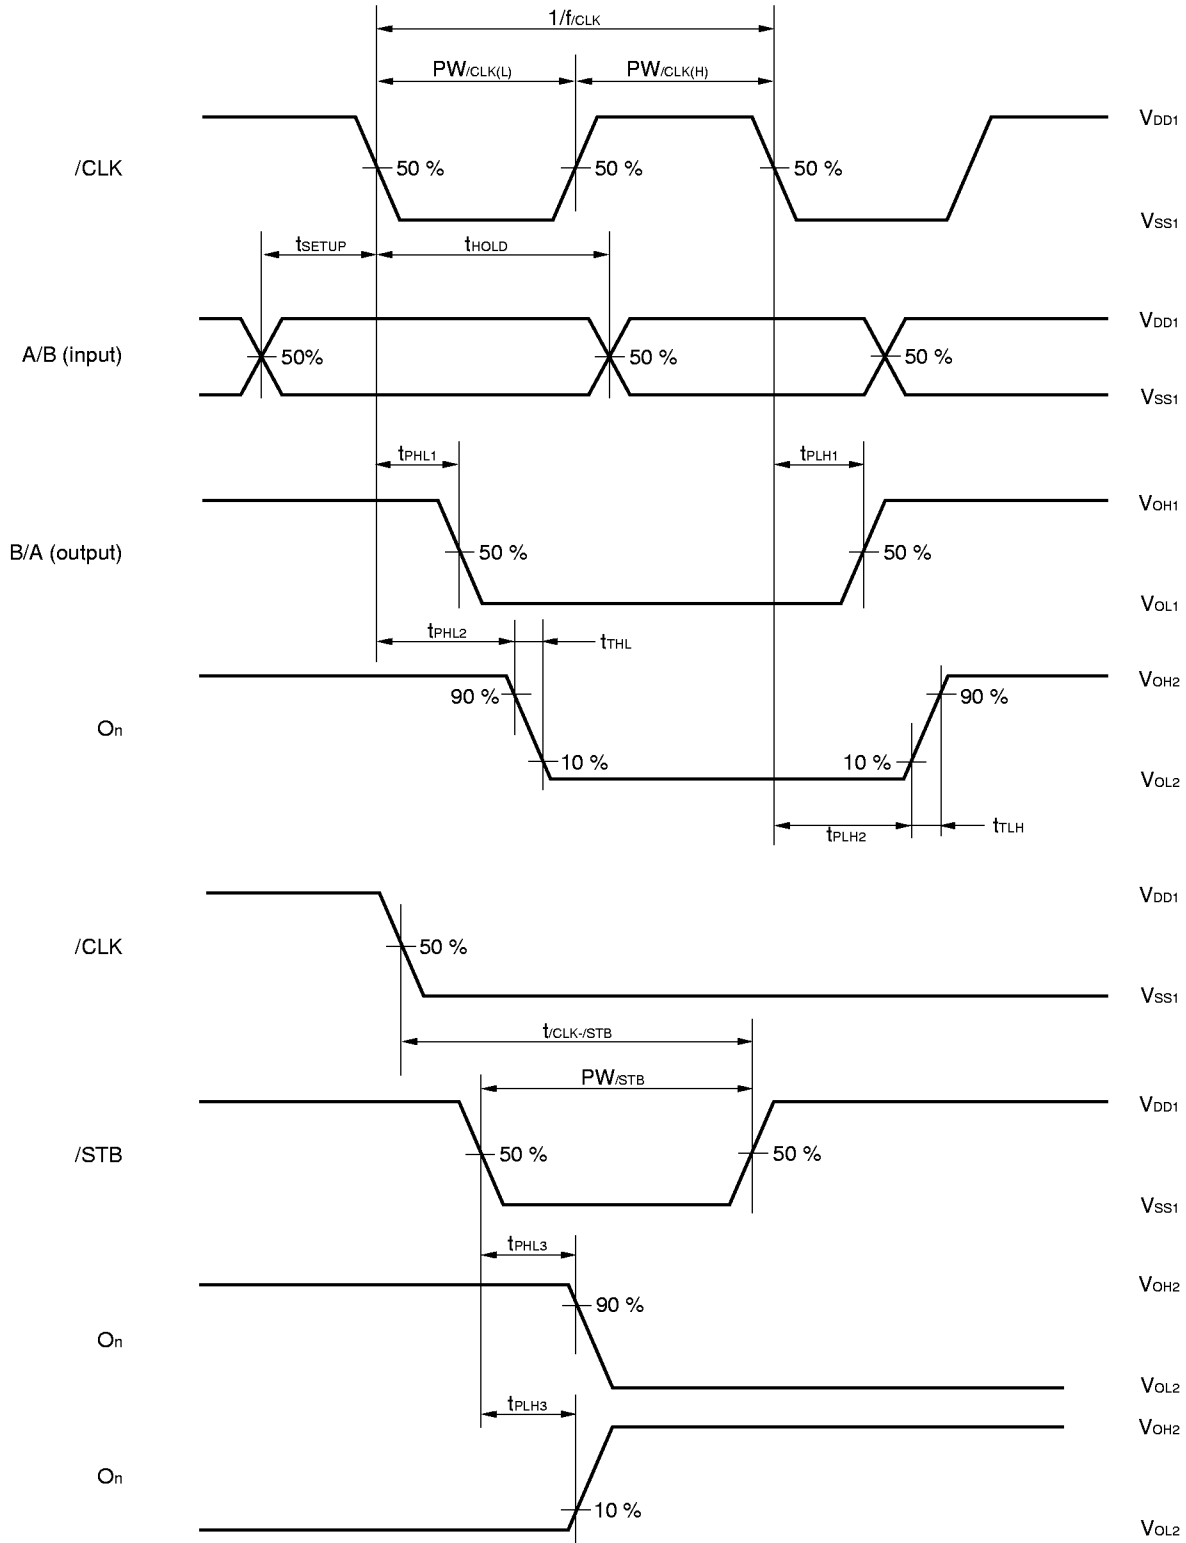 1/f/CLK
PW/CLK(L) PW/CLK(H)
VDD1
/CLK 50 % 50 % 50 %
VSS1
tSETUP tHOLD
VDD1
A/B (input) 50% 50 % 50 %
VSS1
tPHL1 tPLH1
VOH1
B/A (output) 50 % 50 %
VOL1
tPHL2 tTHL
VOH2
90 % 90 %
On
10 % 10 %
VOL2
tPLH2 tTLH
VDD1
/CLK 50 %
VSS1
t/CLK-/STB
PW/STB
VDD1
/STB 50 % 50 %
VSS1
tPHL3
VOH2
90 %
On
VOL2
tPLH3
VOH2
On
10 %
VOL2